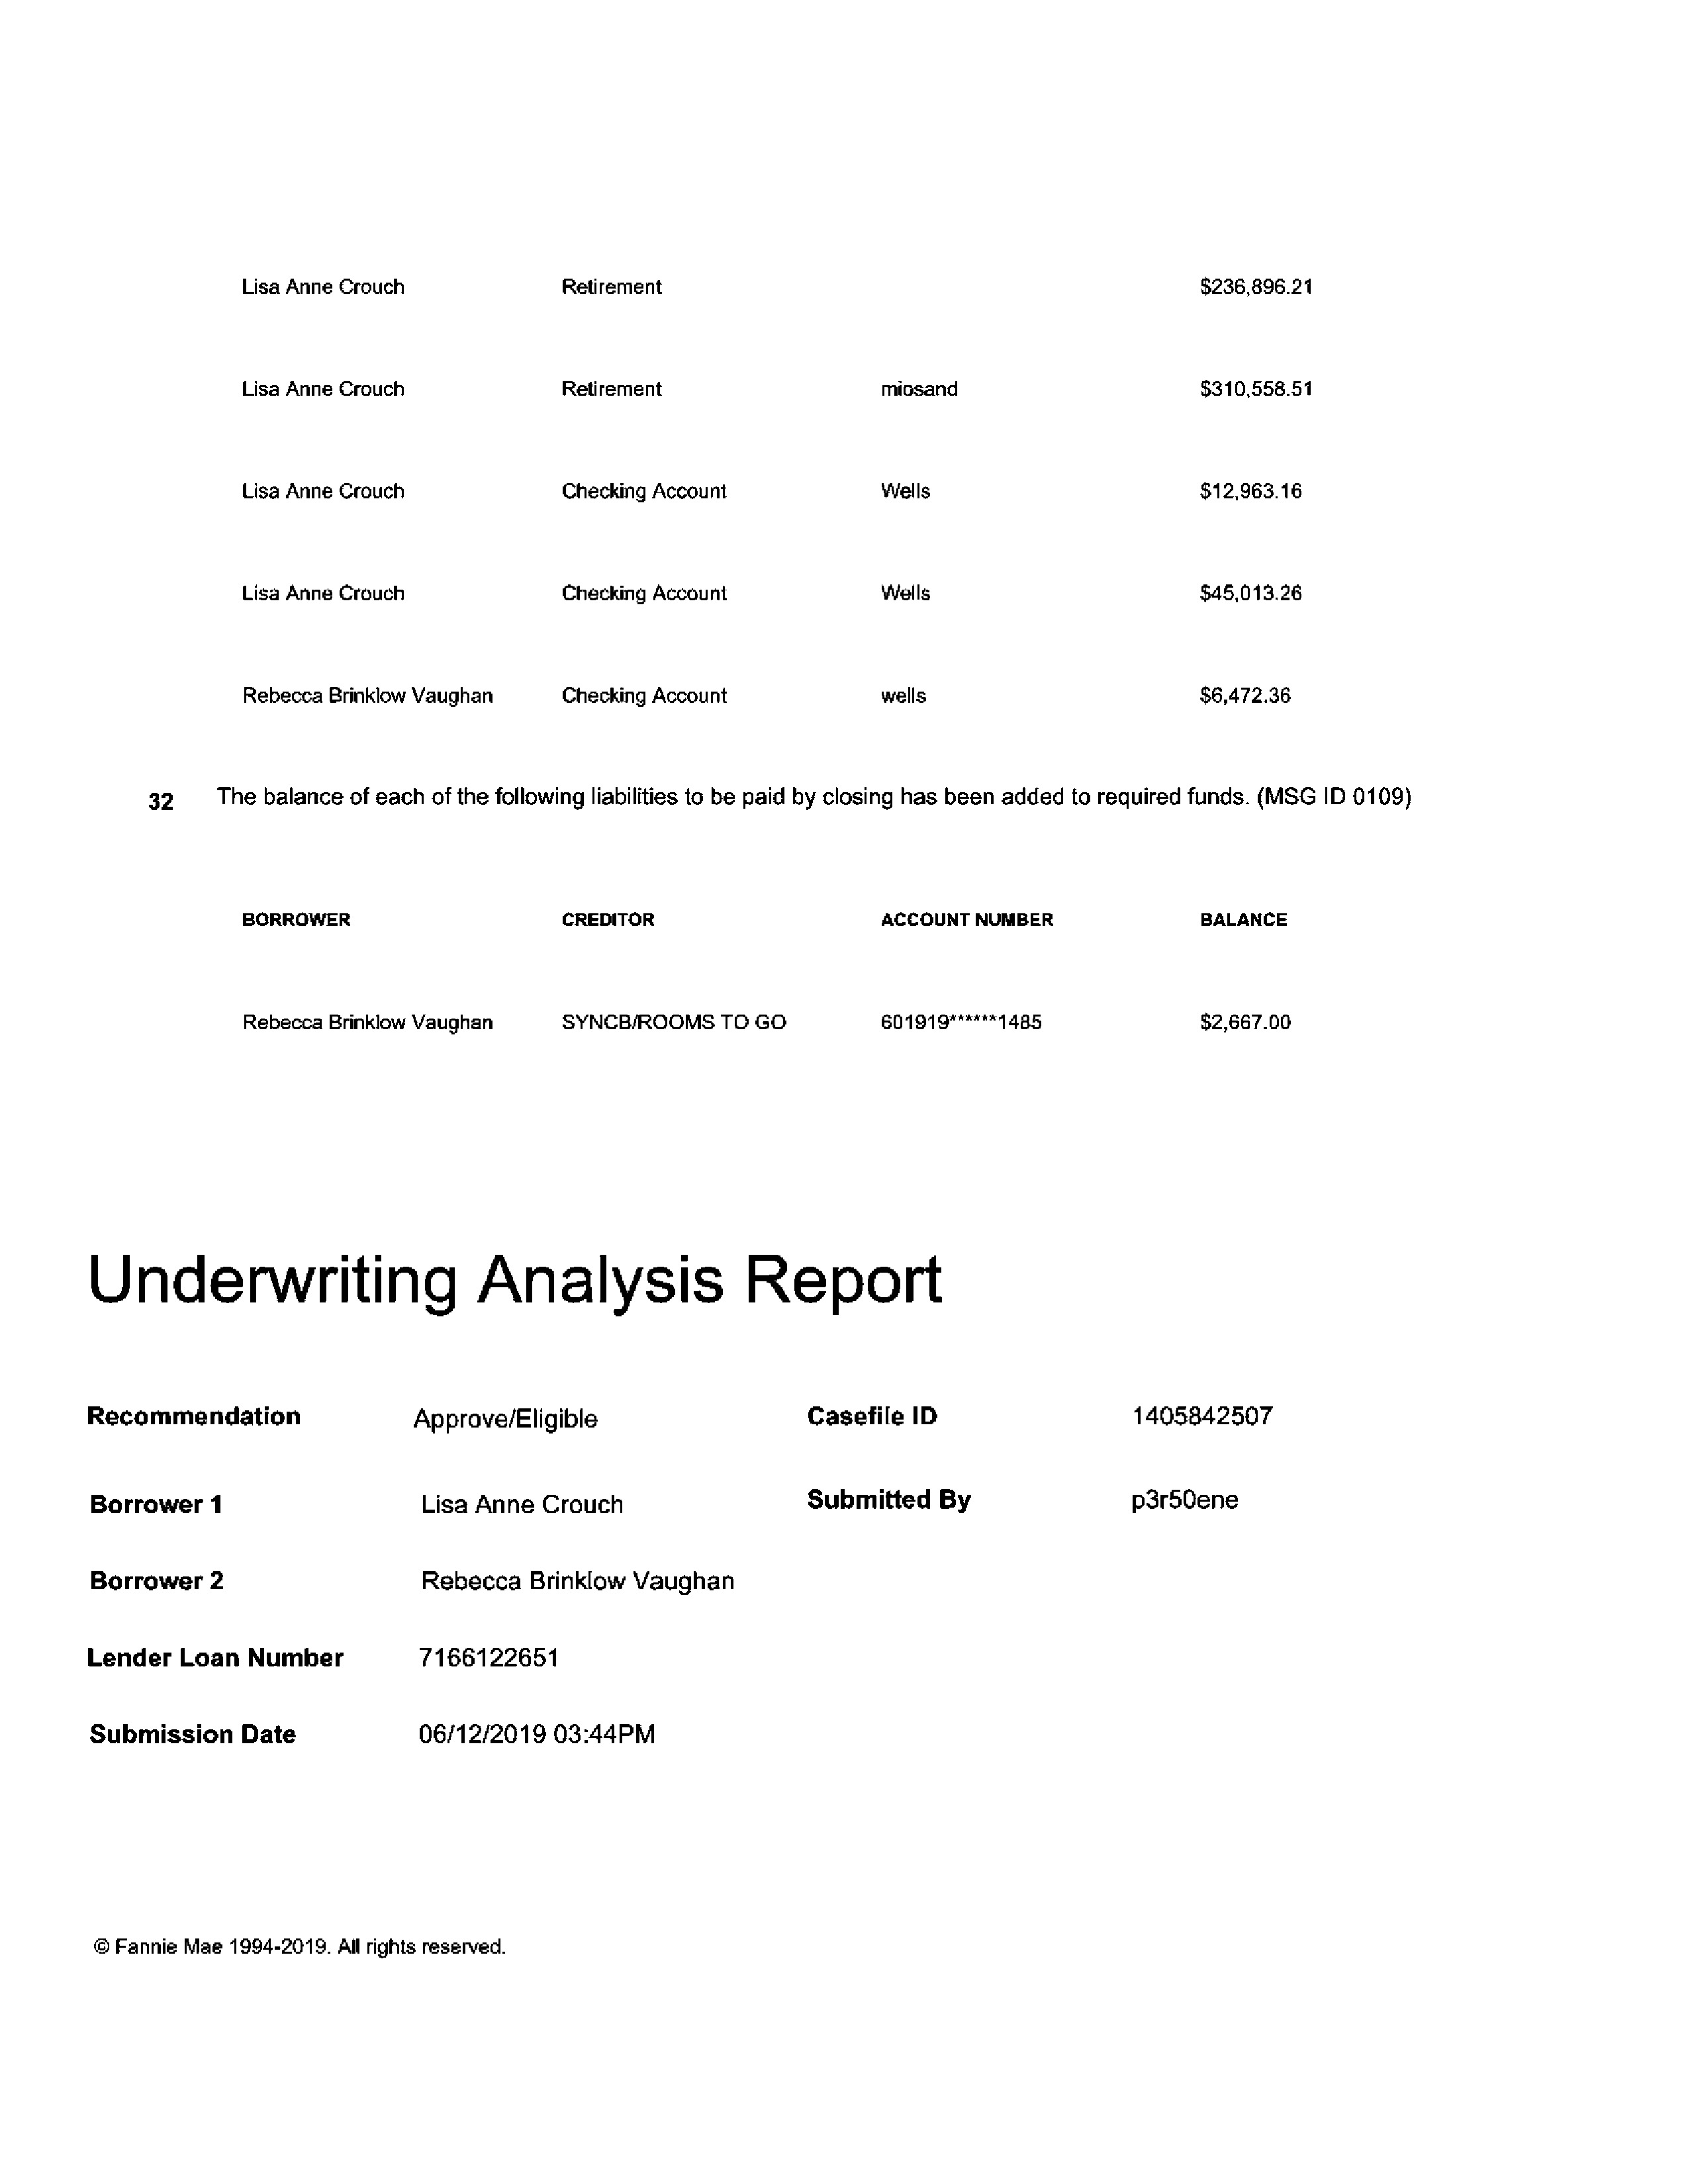 Lisa Anne Crouch Retirement $236,896.21
Lisa Anne Crouch Retirement miosand $310,558.51
Lisa Anne Crouch Checking Account Wells $12,963.16
Lisa Anne Crouch Checking Account Wells $45,013.26
Rebecca Brinklow Vaughan Checking Account wells $6,472.36
32 The balance of each of the following liabilities to be paid by closing has been added to required funds. (MSG ID 0109)
BORROWER CREDITOR ACCOUNT NUMBER BALANCE
Rebecca Brinklow Vaughan SYNCB/ROOMS TO GO 601919******1485 $2,667.00
Underwriting Analysis Report
Recommendation Approve/Eligible Casefile ID 1405842507
Borrower 1 Lisa Anne Crouch Submitted By p3r50ene
Borrower 2 Rebecca Brinklow Vaughan
Lender Loan Number 7166122651
Submission Date 06/12/2019 03:44PM
© Fannie Mae 1994-2019. All rights reserved.